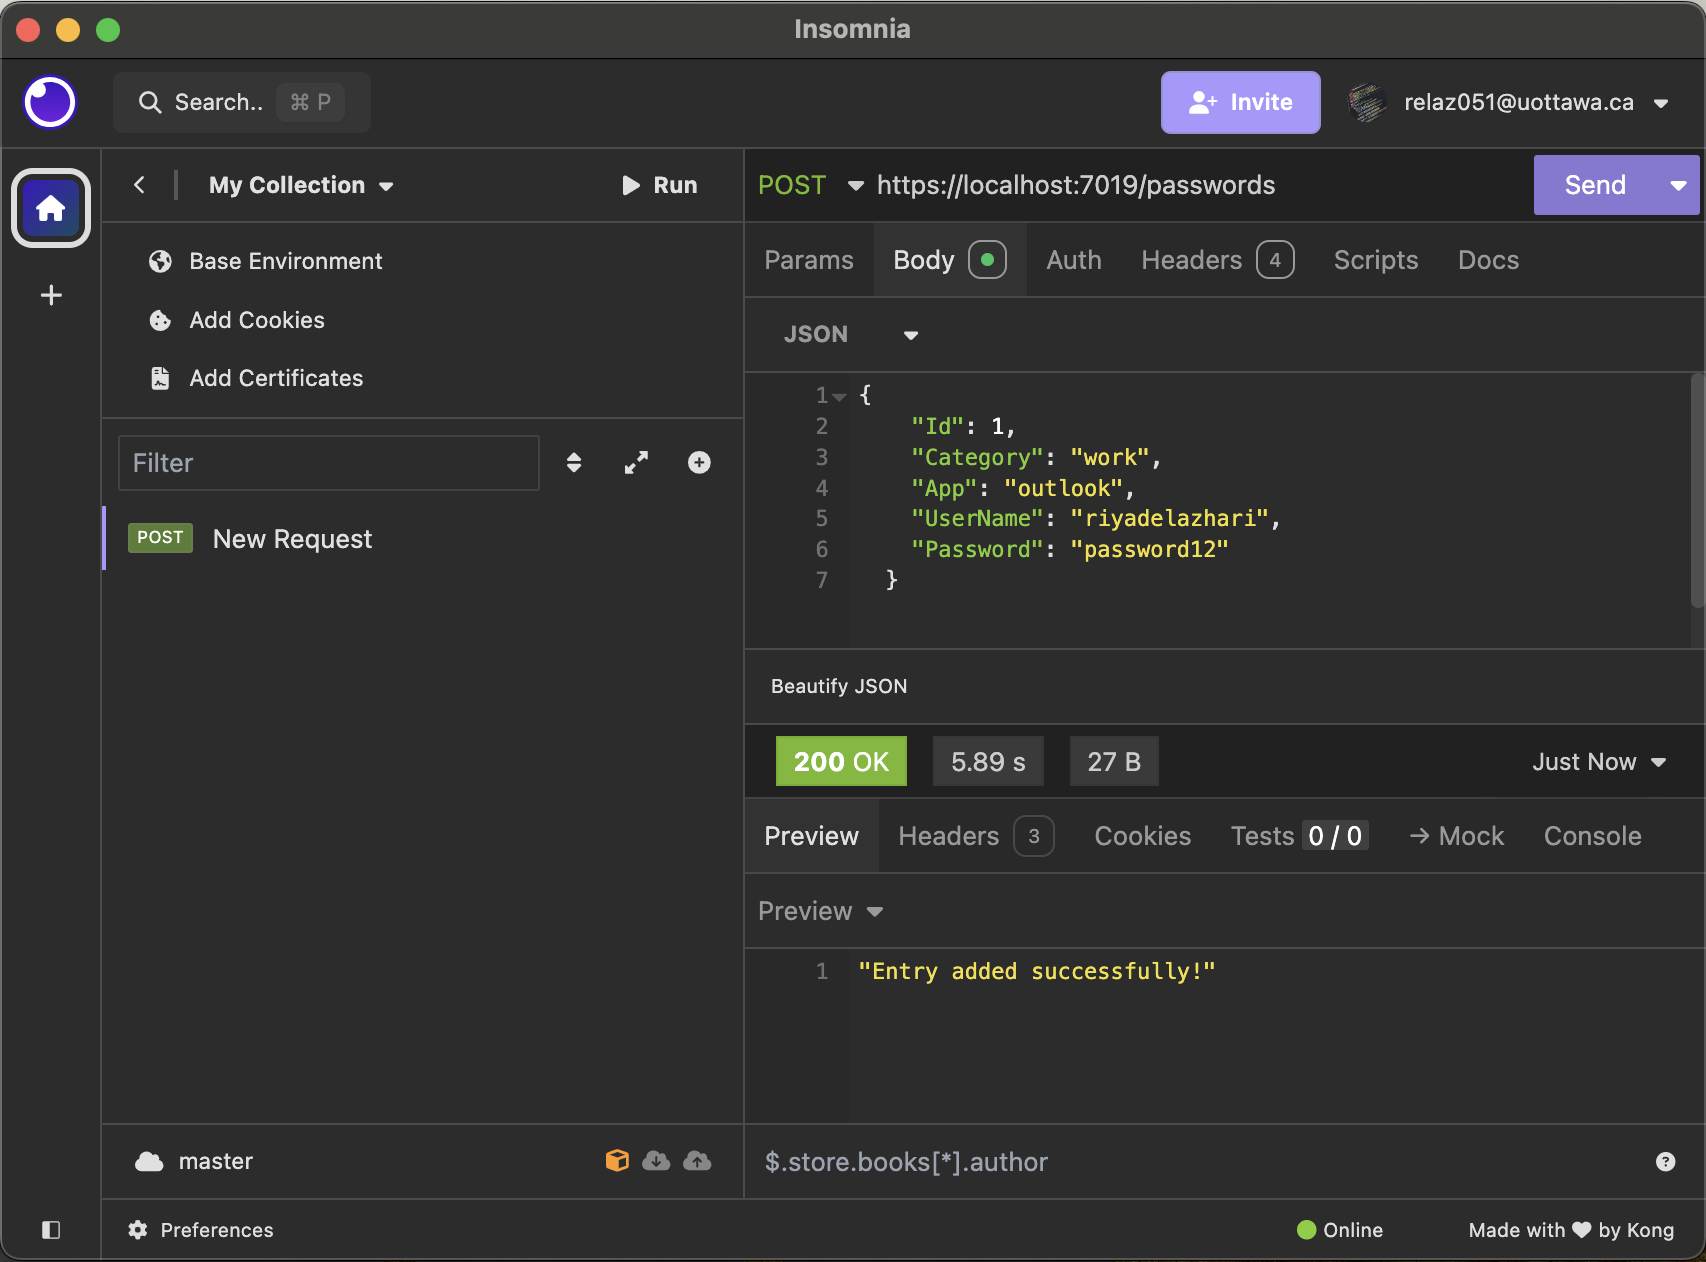 Insomnia
Search.. ⌘ P
Invite
relaz051@uottawa.ca
My Collection
Run
Base Environment
Add Cookies
Add Certificates
Filter
POST New Request
master
Preferences
POST https://localhost:7019/passwords
Send
Params Body Auth Headers 4 Scripts Docs
JSON
1 {
2 "Id": 1,
3 "Category": "work",
4 "App": "outlook",
5 "UserName": "riyadelazhari",
6 "Password": "password12"
7 }
Beautify JSON
200 OK 5.89 s 27 B Just Now
Preview Headers 3 Cookies Tests 0 / 0 → Mock Console
Preview
1 "Entry added successfully!"
$.store.books[*].author
?
Online
Made with ❤ by Kong